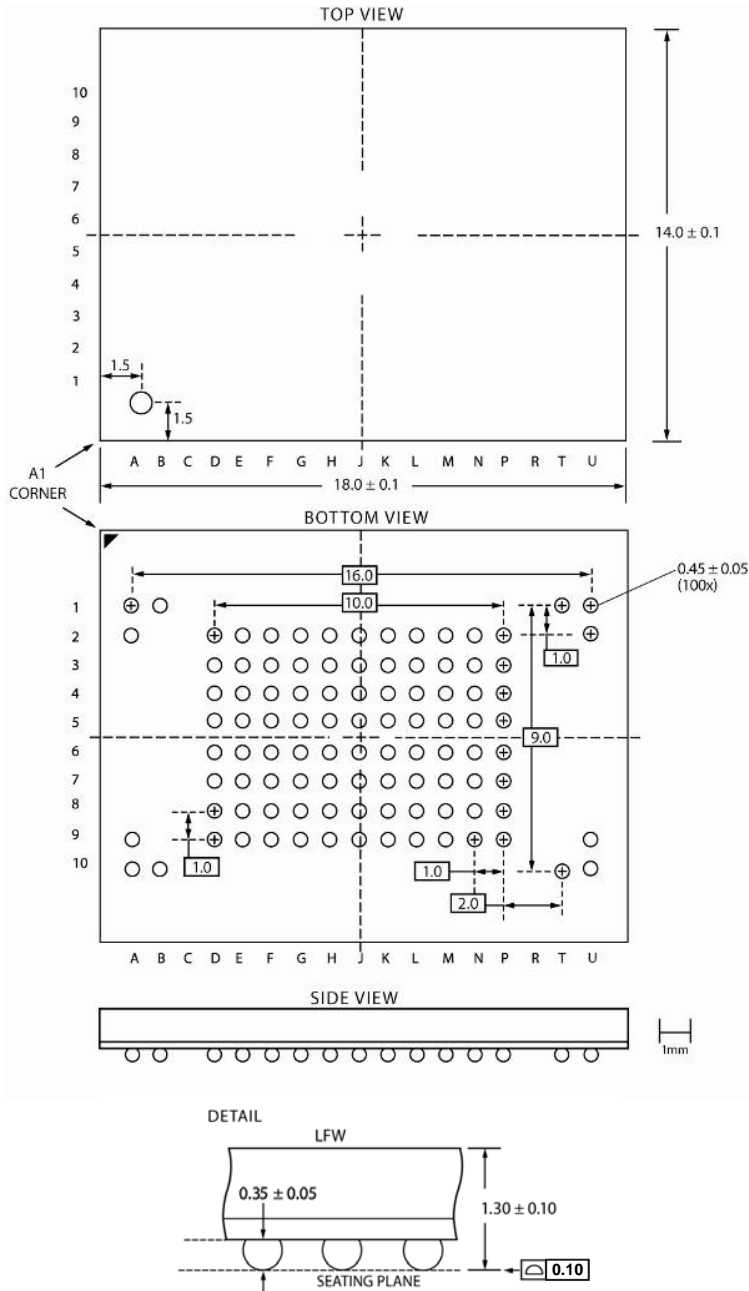 TOP VIEW
10
9
8
7
6
5
4
3
2
1
14.0 ± 0.1
1.5
1.5
A B C D E F G H J K L M N P R T U
18.0 ± 0.1
A1
CORNER
BOTTOM VIEW
16.0
0.45 ± 0.05
(100x)
10.0
1
2
3
4
5
6
7
8
9
10
1.0
9.0
1.0
1.0
2.0
A B C D E F G H J K L M N P R T U
SIDE VIEW
1mm
DETAIL
LFW
0.35 ± 0.05
1.30 ± 0.10
SEATING PLANE
0.10